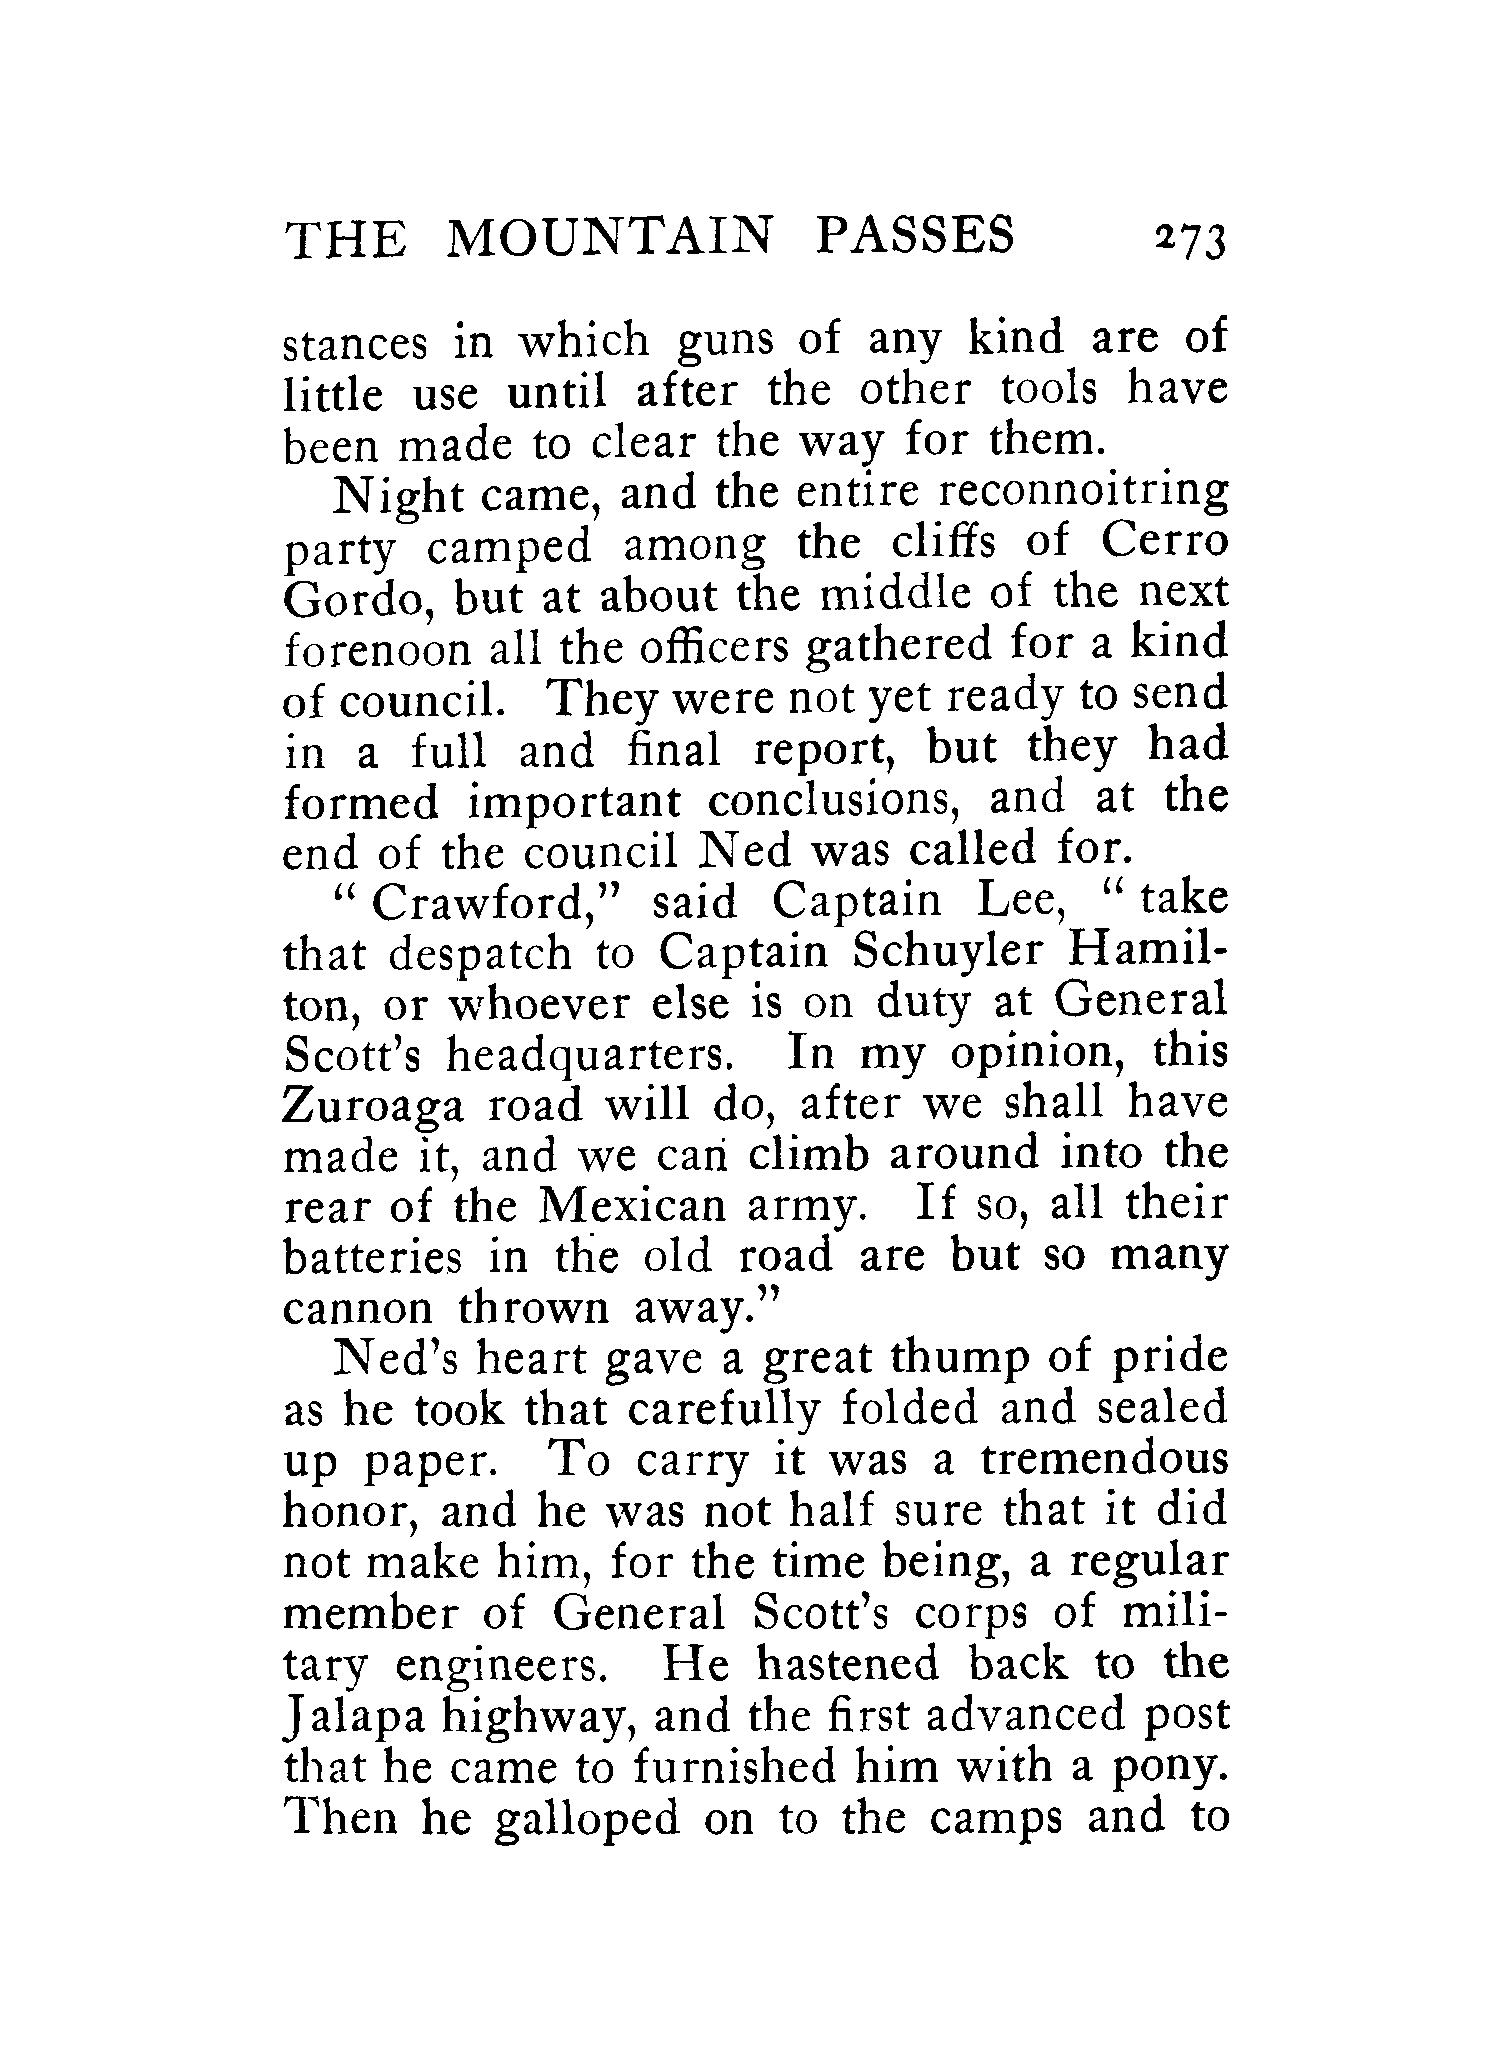 THE MOUNTAIN PASSES 273
stances in which guns of any kind are of
little use until after the other tools have
been made to clear the way for them.
Night came, and the entire reconnoitring
party camped among the cliffs of Cerro
Gordo, but at about the middle of the next
forenoon all the officers gathered for a kind
of council. They were not yet ready to send
in a full and final report, but they had
formed important conclusions, and at the
end of the council Ned was called for.
“ Crawford,” said Captain Lee, “ take
that despatch to Captain Schuyler Hamil-
ton, or whoever else is on duty at General
Scott’s headquarters. In my opinion, this
Zuroaga road will do, after we shall have
made it, and we can climb around into the
rear of the Mexican army. If so, all their
batteries in the old road are but so many
cannon thrown away.”
Ned’s heart gave a great thump of pride
as he took that carefully folded and sealed
up paper. To carry it was a tremendous
honor, and he was not half sure that it did
not make him, for the time being, a regular
member of General Scott’s corps of mili-
tary engineers. He hastened back to the
Jalapa highway, and the first advanced post
that he came to furnished him with a pony.
Then he galloped on to the camps and to